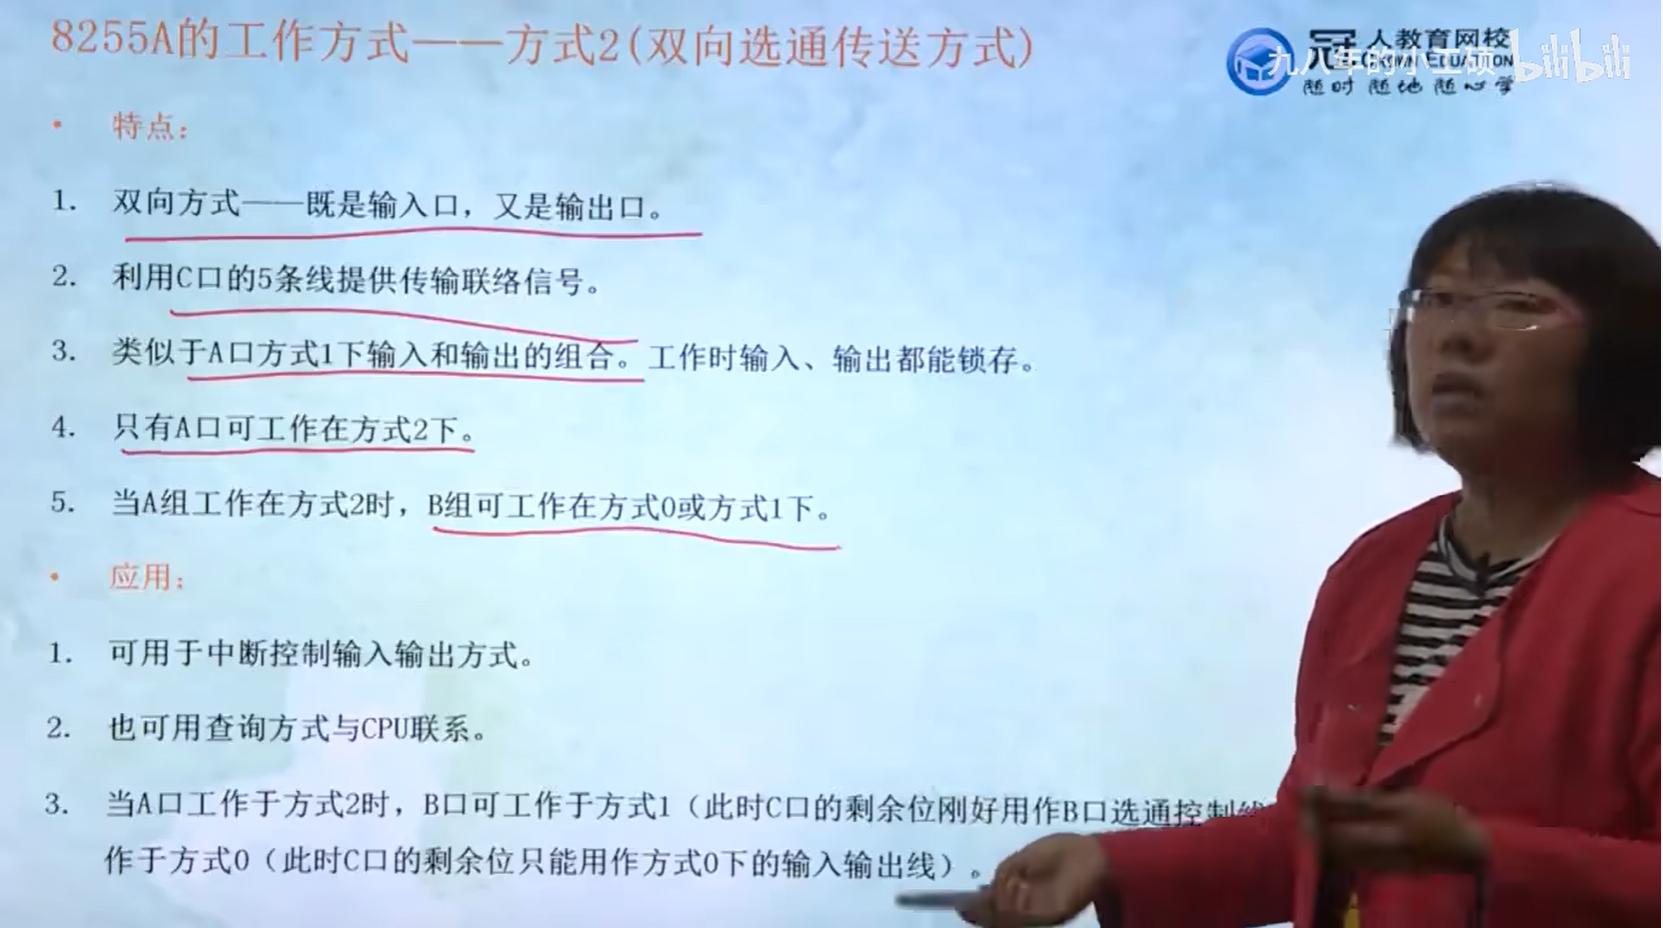 8255A的工作方式——方式2(双向选通传送方式)
冠人教育网校
CROWN EDUCATION
随时 随地 随心学
九八年的小二硕 bilibili
• 特点：
1. 双向方式——既是输入口，又是输出口。
2. 利用C口的5条线提供传输联络信号。
3. 类似于A口方式1下输入和输出的组合。工作时输入、输出都能锁存。
4. 只有A口可工作在方式2下。
5. 当A组工作在方式2时，B组可工作在方式0或方式1下。
• 应用：
1. 可用于中断控制输入输出方式。
2. 也可用查询方式与CPU联系。
3. 当A口工作于方式2时，B口可工作于方式1（此时C口的剩余位刚好用作B口选通控制线
作于方式0（此时C口的剩余位只能用作方式0下的输入输出线）。